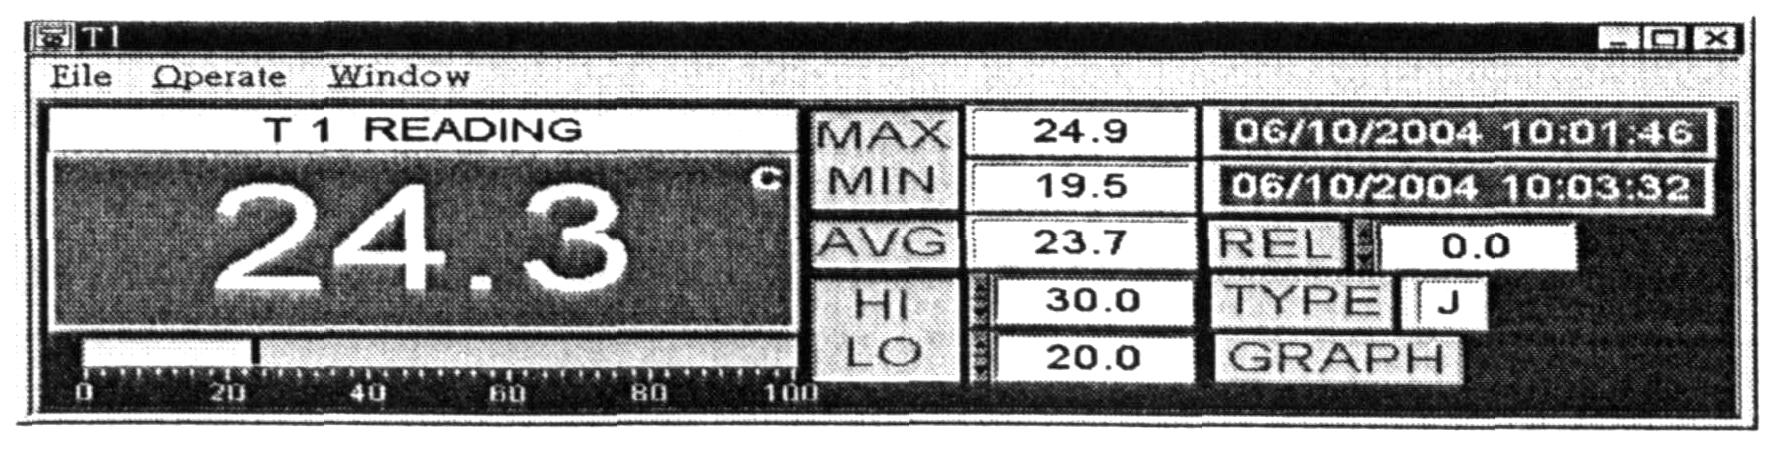 T1
File Operate Window
T 1 READING
C
24.3
0 20 40 60 80 100
MAX 24.9 06/10/2004 10:01:46
MIN 19.5 06/10/2004 10:03:32
AVG 23.7 REL 0.0
HI 30.0 TYPE J
LO 20.0 GRAPH